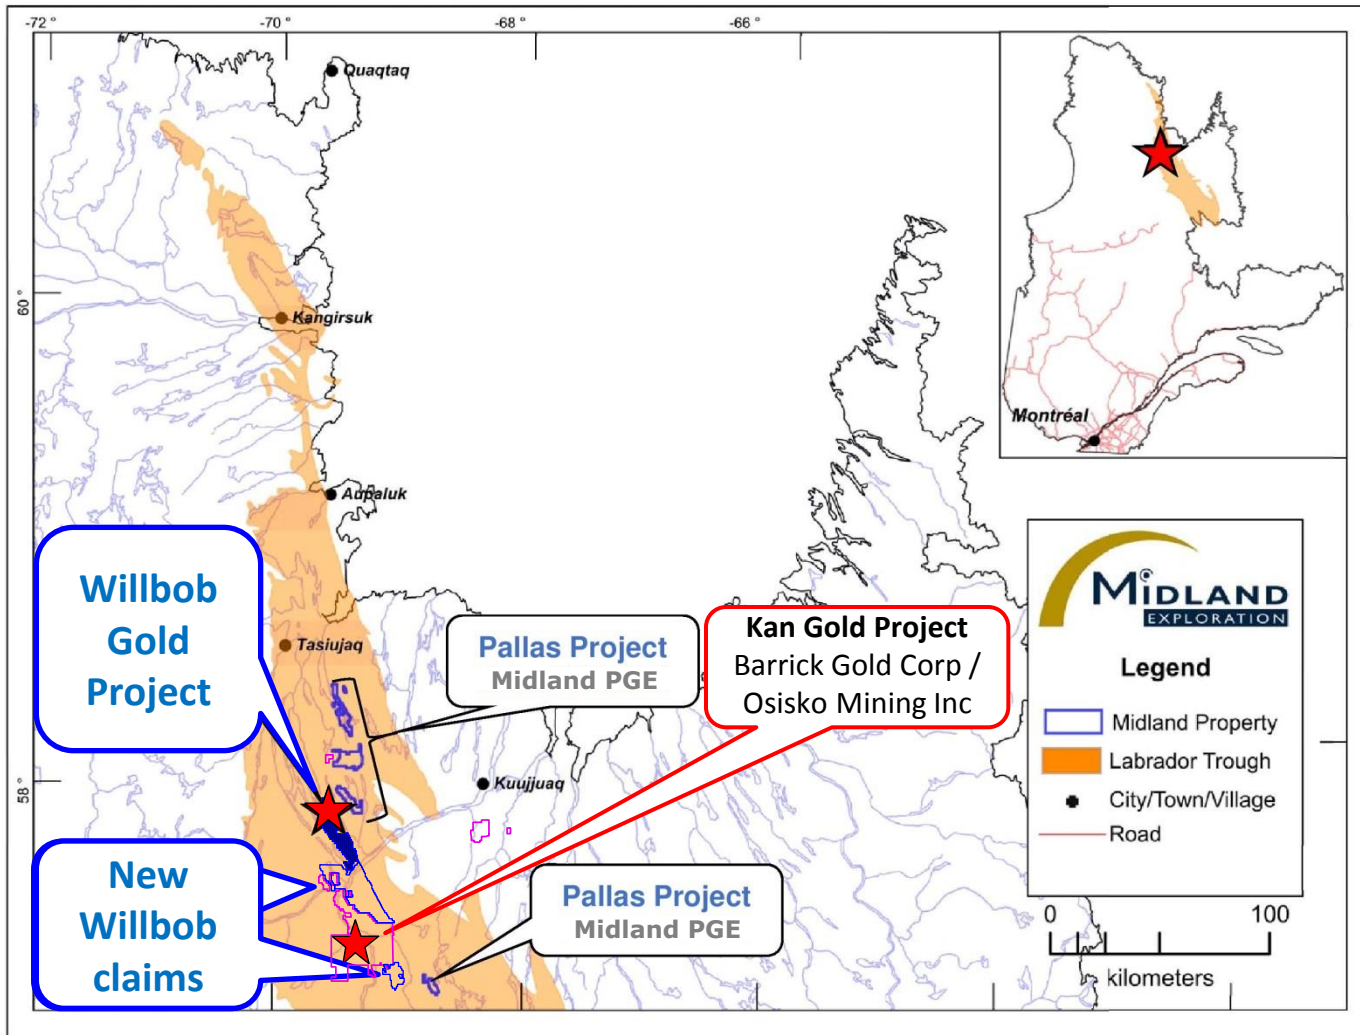 -72 °
-70 °
-68 °
-66 °
Quaqtaq
60 °
Kangirsuk
Montréal
Aupaluk
Willbob
Gold
Project
Tasiujaq
Pallas Project
Midland PGE
Kan Gold Project
Barrick Gold Corp /
Osisko Mining Inc
MIDLAND
EXPLORATION
Legend
Midland Property
Labrador Trough
City/Town/Village
Road
58 °
Kuujjuaq
New
Willbob
claims
Pallas Project
Midland PGE
0 100
kilometers